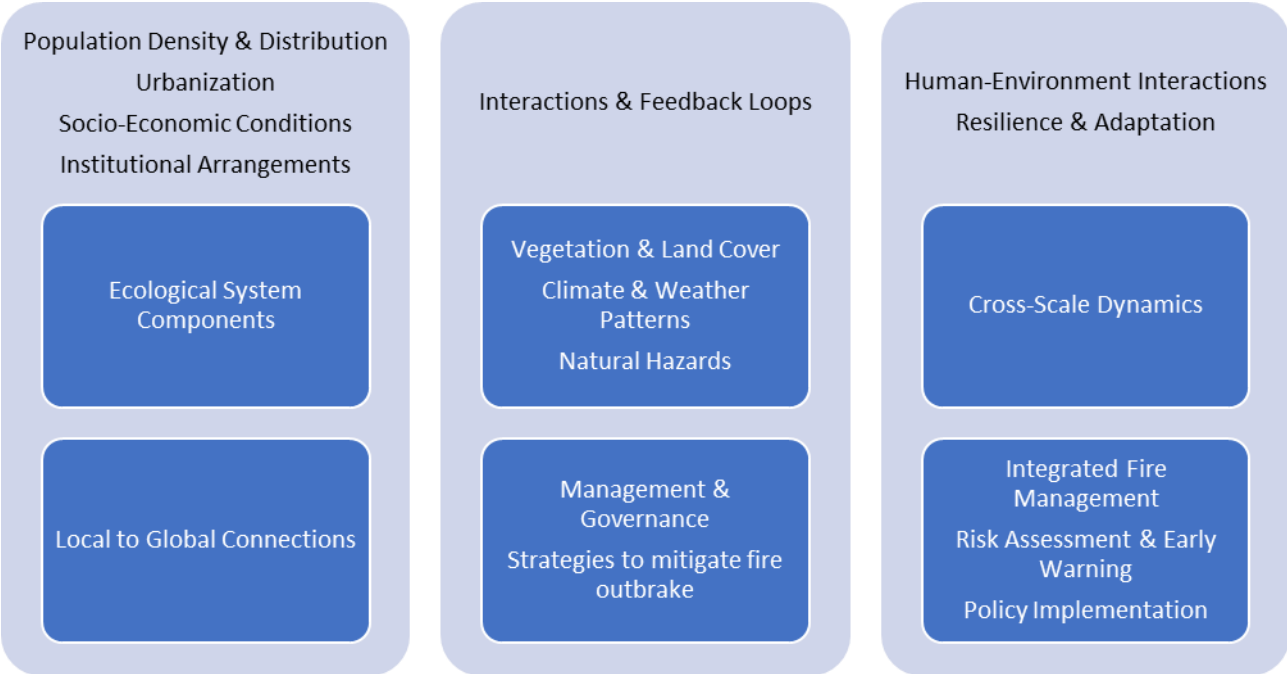 Population Density & Distribution
Urbanization
Socio-Economic Conditions
Institutional Arrangements
Ecological System
Components
Local to Global Connections
Interactions & Feedback Loops
Vegetation & Land Cover
Climate & Weather
Patterns
Natural Hazards
Management &
Governance
Strategies to mitigate fire
outbrake
Human-Environment Interactions
Resilience & Adaptation
Cross-Scale Dynamics
Integrated Fire
Management
Risk Assessment & Early
Warning
Policy Implementation